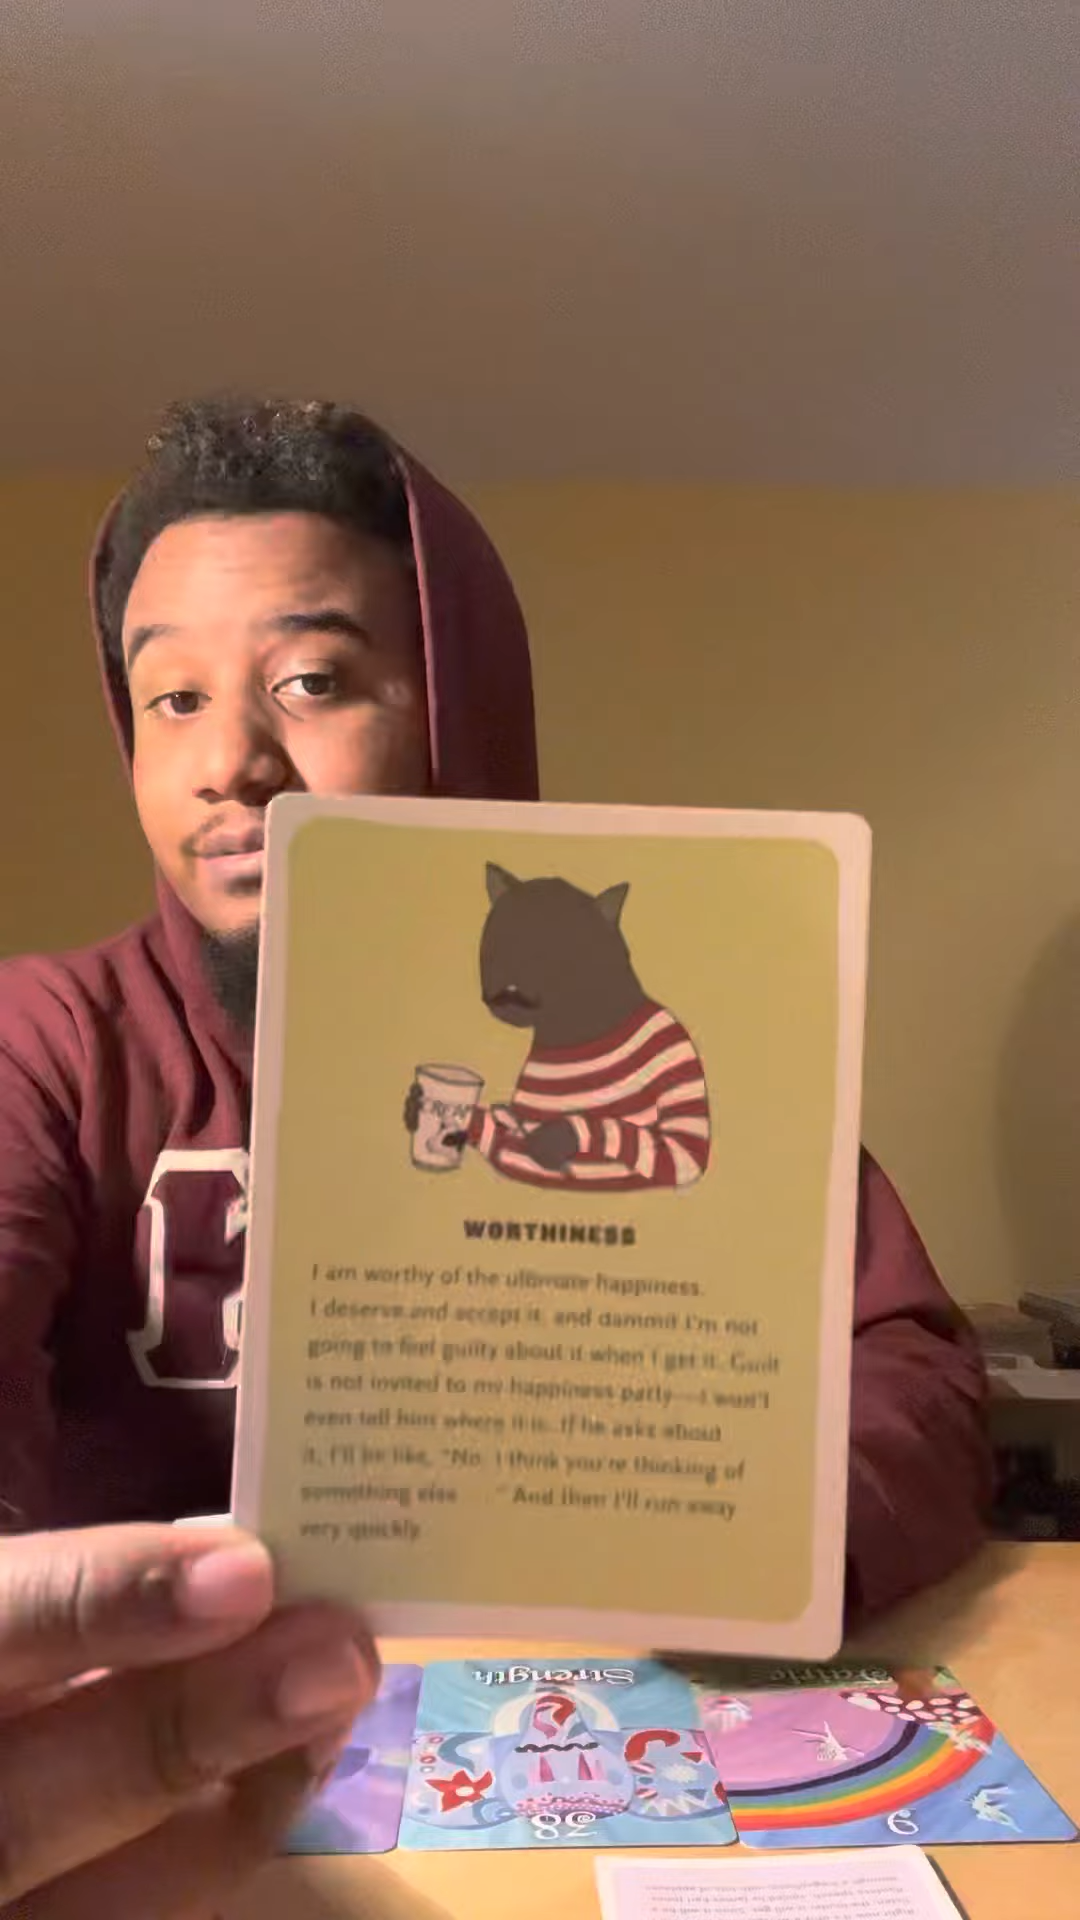 CREAM
WORTHINESS
I am worthy of the ultimate happiness.
I deserve and accept it, and dammit I'm not
going to feel guilty about it when I get it. Guilt
is not invited to my happiness party—I won't
even tell him where it is. If he asks about
it, I'll be like, "No, I think you're thinking of
something else . . ." And then I'll run away
very quickly.
Strength
38
Fairie
9